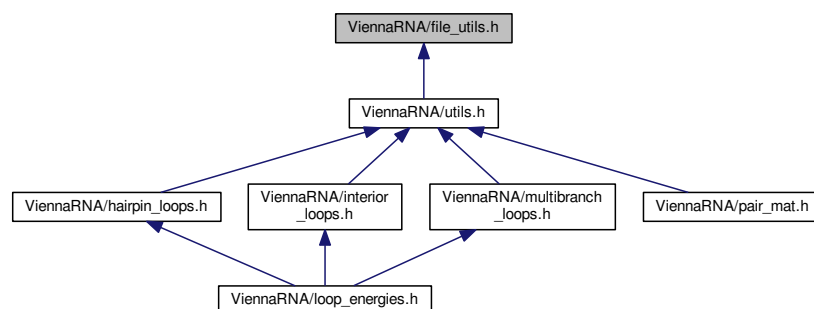 ViennaRNA/file_utils.h
ViennaRNA/utils.h
ViennaRNA/hairpin_loops.h
ViennaRNA/interior
_loops.h
ViennaRNA/multibranch
_loops.h
ViennaRNA/pair_mat.h
ViennaRNA/loop_energies.h